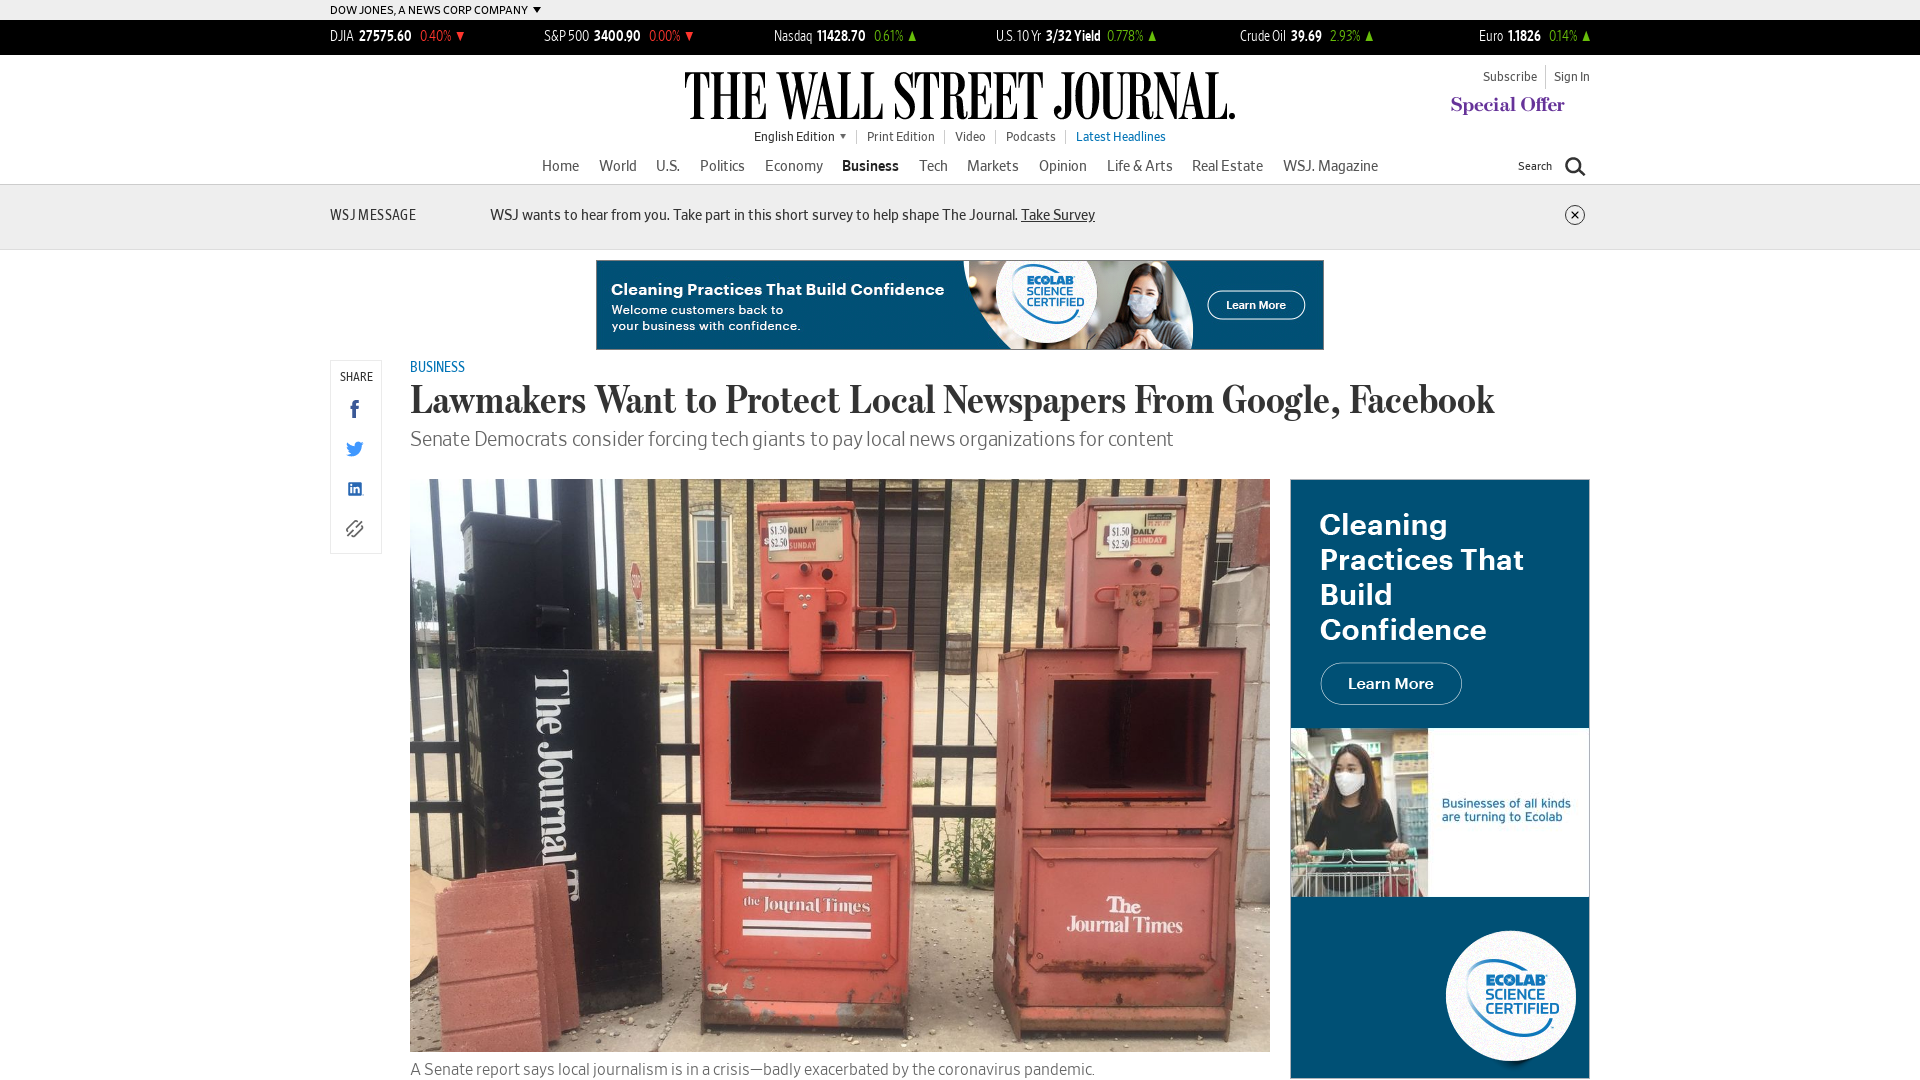 DOW JONES, A NEWS CORP COMPANY
DJIA 27575.60 0.40% S&P 500 3400.90 0.00% Nasdaq 11428.70 0.61% U.S. 10 Yr 3/32 Yield 0.778% Crude Oil 39.69 2.93% Euro 1.1826 0.14%
THE WALL STREET JOURNAL.
Subscribe Sign In
Special Offer
English Edition Print Edition Video Podcasts Latest Headlines
Home World U.S. Politics Economy Business Tech Markets Opinion Life & Arts Real Estate WSJ. Magazine Search
WSJ MESSAGE WSJ wants to hear from you. Take part in this short survey to help shape The Journal. Take Survey
Cleaning Practices That Build Confidence
Welcome customers back to
your business with confidence.
ECOLAB
SCIENCE
CERTIFIED
Learn More
SHARE
BUSINESS
Lawmakers Want to Protect Local Newspapers From Google, Facebook
Senate Democrats consider forcing tech giants to pay local news organizations for content
$1.50 DAILY
$2.50 SUNDAY
$1.50
$2.50 SUNDAY
STOP
The Journal T
the Journal Times
The
Journal Times
Cleaning
Practices That
Build
Confidence
Learn More
Businesses of all kinds
are turning to Ecolab
ECOLAB
SCIENCE
CERTIFIED
A Senate report says local journalism is in a crisis—badly exacerbated by the coronavirus pandemic.